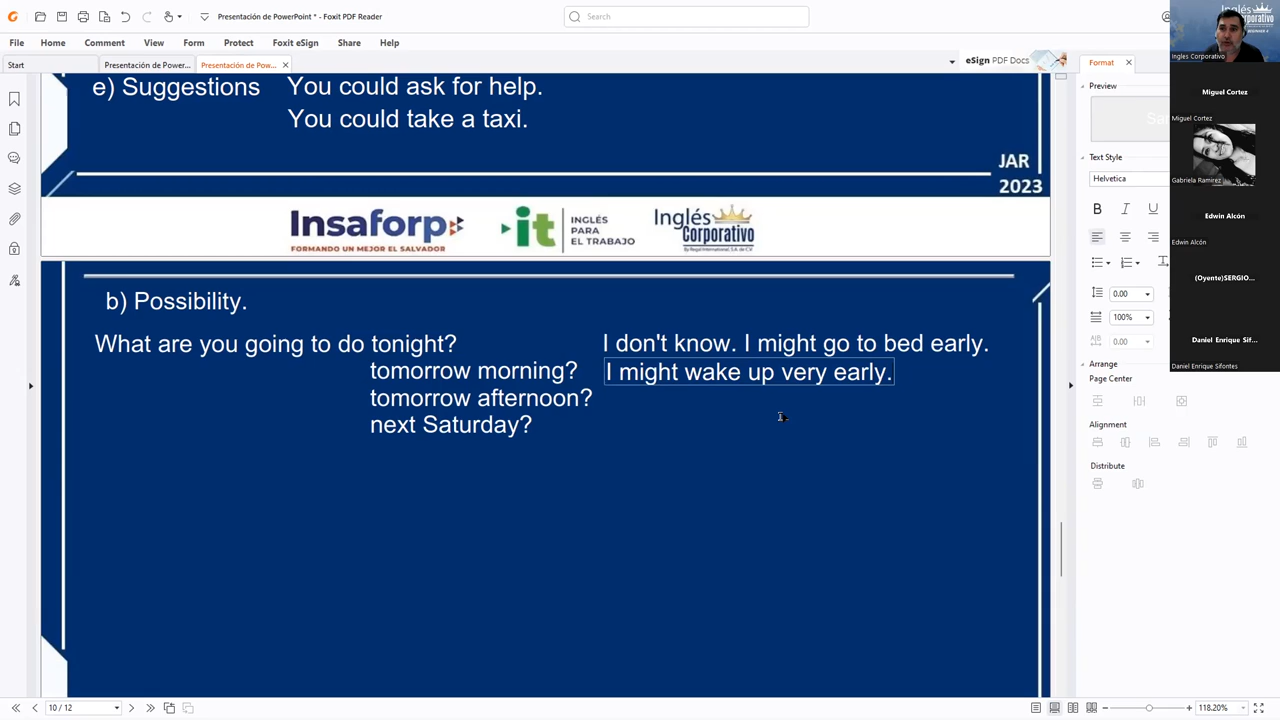 Presentación de PowerPoint * - Foxit PDF Reader
Search
File Home Comment View Form Protect Foxit eSign Share Help
Start
Presentación de Power...
Presentación de Pow...
eSign PDF Docs
e) Suggestions You could ask for help.
You could take a taxi.
JAR
2023
Insaforp
FORMANDO UN MEJOR EL SALVADOR
it
INGLÉS
PARA
EL TRABAJO
Inglés
Corporativo
b) Possibility.
What are you going to do tonight? I don't know. I might go to bed early.
tomorrow morning? I might wake up very early.
tomorrow afternoon?
next Saturday?
Format
Preview
Text Style
Helvetica
B I U
0.00
100%
0.00
Arrange
Page Center
Alignment
Distribute
Inglés
Corporativo
Ingles Corporativo
Miguel Cortez
Miguel Cortez
Gabriela Ramirez
Edwin Alcón
Edwin Alcón
(Oyente)SERGIO...
Daniel Enrique Sif...
Daniel Enrique Sifontes
10 / 12
118.20%